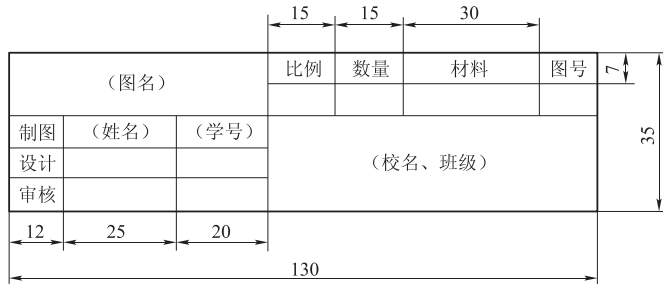 15 15 30
比例 数量 材料 图号
(图名)
7
制图 (姓名) (学号)
35
设计
(校名、班级)
审核
12 25 20
130